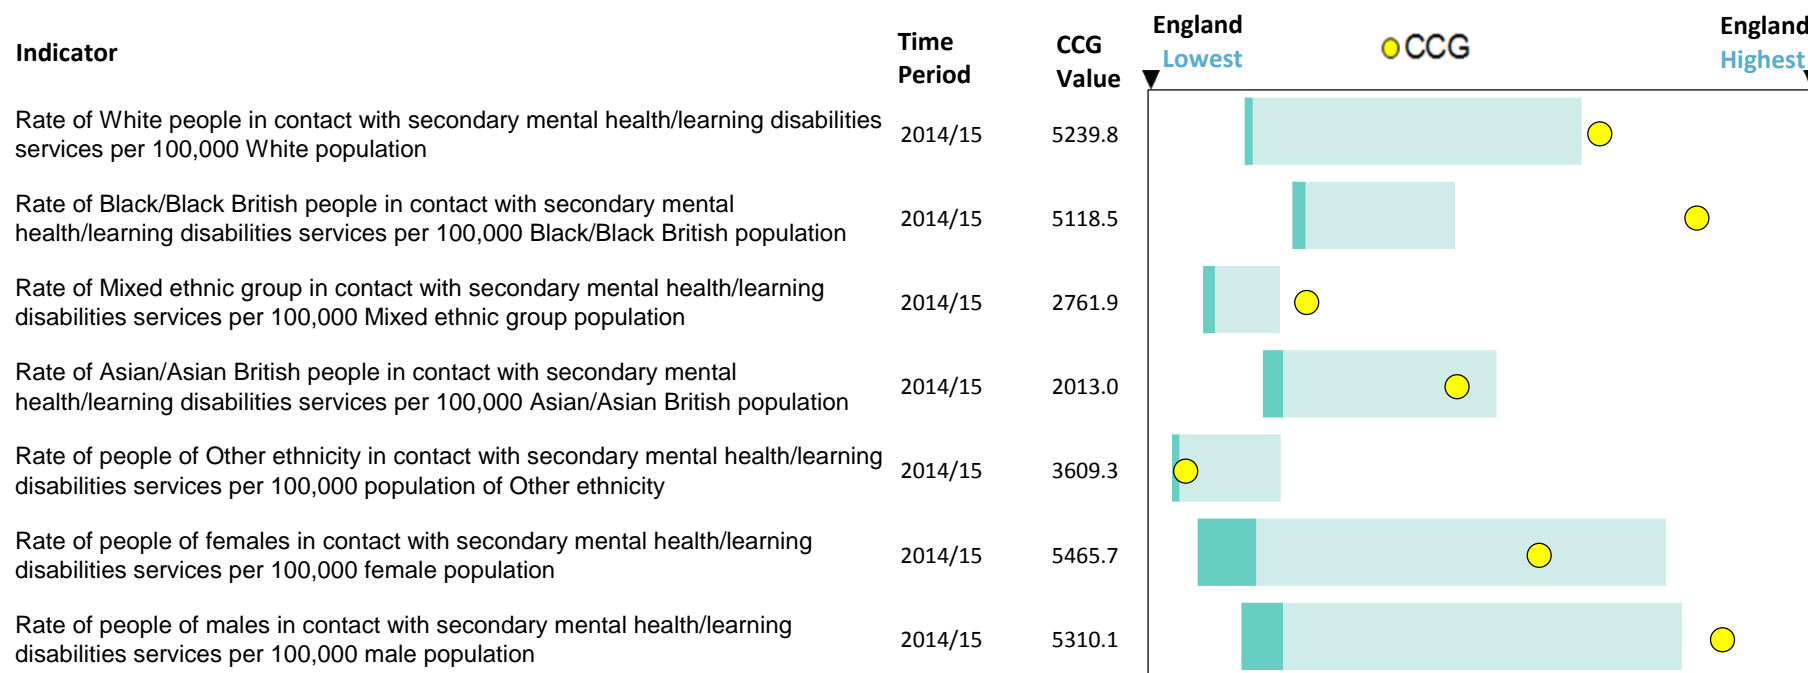 Indicator
Time Period
CCG Value
England Lowest
CCG
England Highest
Rate of White people in contact with secondary mental health/learning disabilities
services per 100,000 White population
2014/15
5239.8
Rate of Black/Black British people in contact with secondary mental
health/learning disabilities services per 100,000 Black/Black British population
2014/15
5118.5
Rate of Mixed ethnic group in contact with secondary mental health/learning
disabilities services per 100,000 Mixed ethnic group population
2014/15
2761.9
Rate of Asian/Asian British people in contact with secondary mental
health/learning disabilities services per 100,000 Asian/Asian British population
2014/15
2013.0
Rate of people of Other ethnicity in contact with secondary mental health/learning
disabilities services per 100,000 population of Other ethnicity
2014/15
3609.3
Rate of people of females in contact with secondary mental health/learning
disabilities services per 100,000 female population
2014/15
5465.7
Rate of people of males in contact with secondary mental health/learning
disabilities services per 100,000 male population
2014/15
5310.1